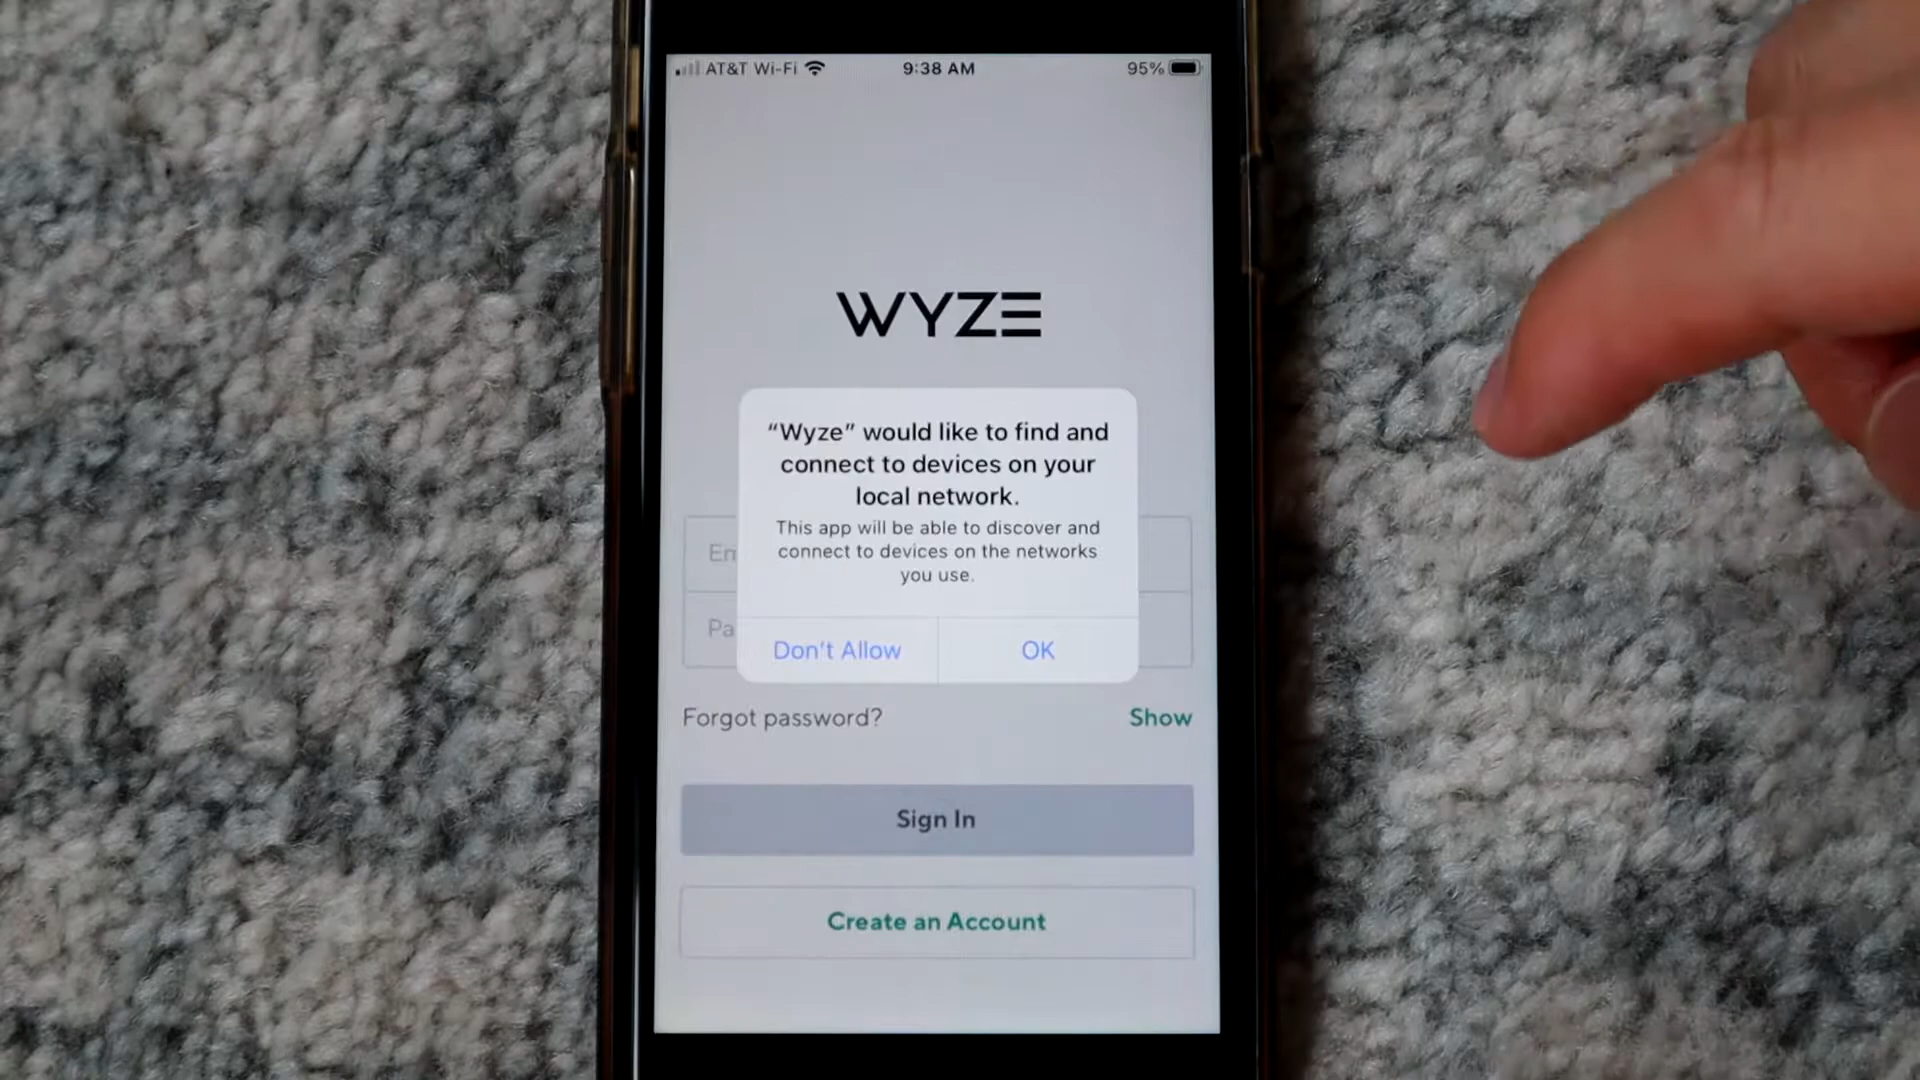 AT&T Wi-Fi 9:38 AM 95%
WYZE
“Wyze” would like to find and
connect to devices on your
local network.
This app will be able to discover and
connect to devices on the networks
you use.
En
Pa
Don't Allow OK
Forgot password? Show
Sign In
Create an Account